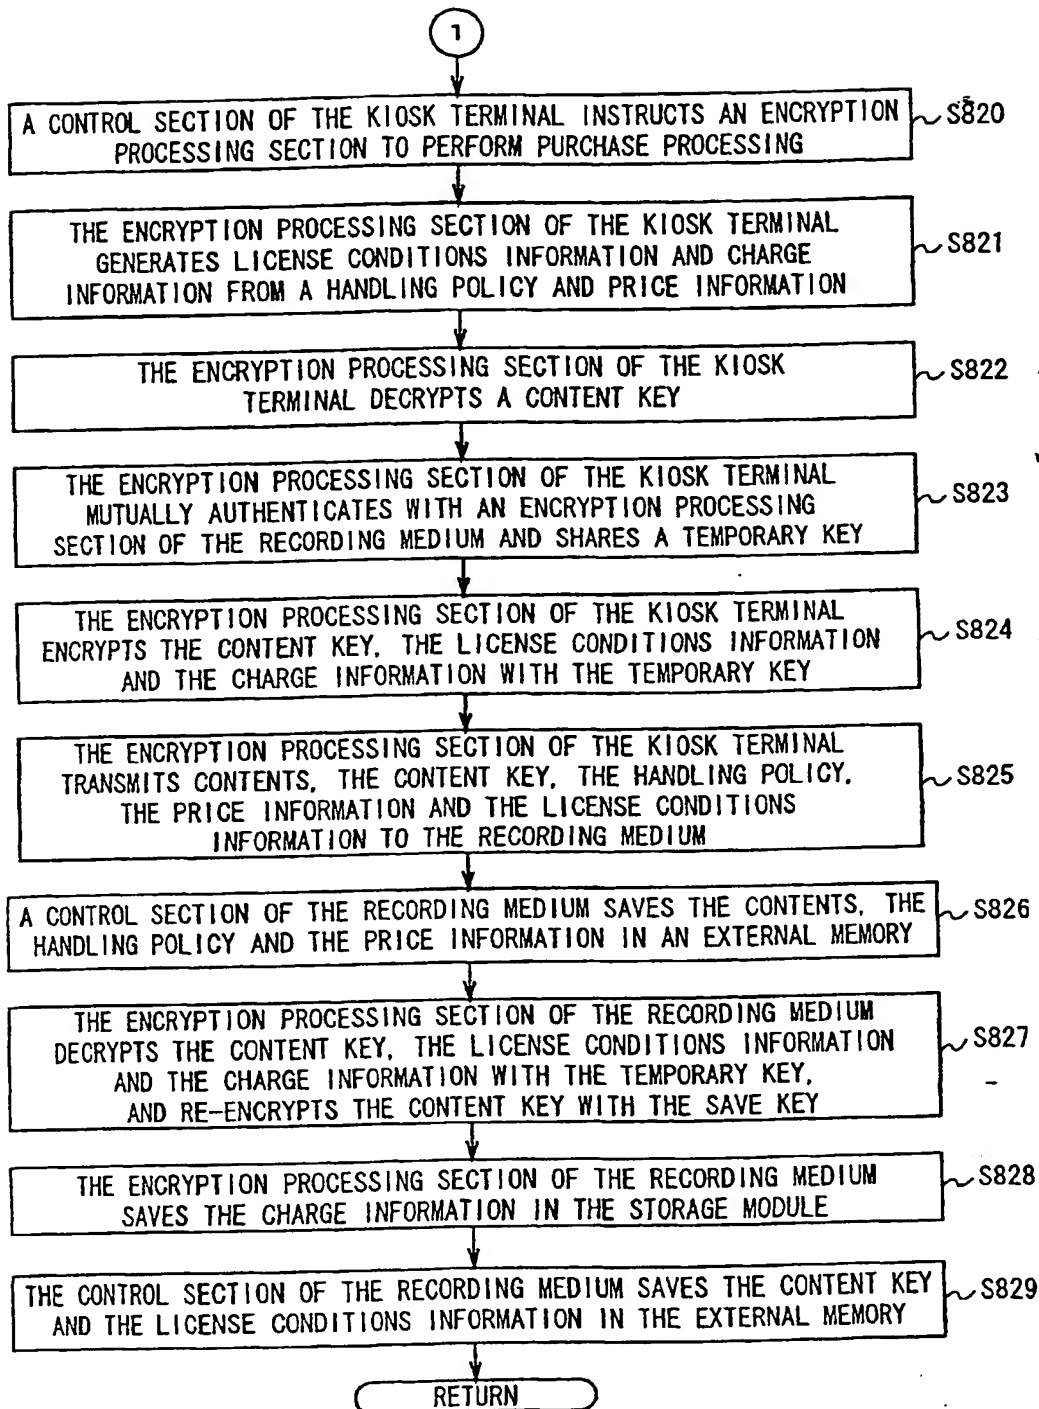 1
A CONTROL SECTION OF THE KIOSK TERMINAL INSTRUCTS AN ENCRYPTION
PROCESSING SECTION TO PERFORM PURCHASE PROCESSING
S820
THE ENCRYPTION PROCESSING SECTION OF THE KIOSK TERMINAL
GENERATES LICENSE CONDITIONS INFORMATION AND CHARGE
INFORMATION FROM A HANDLING POLICY AND PRICE INFORMATION
S821
THE ENCRYPTION PROCESSING SECTION OF THE KIOSK
TERMINAL DECRYPTS A CONTENT KEY
S822
THE ENCRYPTION PROCESSING SECTION OF THE KIOSK TERMINAL
MUTUALLY AUTHENTICATES WITH AN ENCRYPTION PROCESSING
SECTION OF THE RECORDING MEDIUM AND SHARES A TEMPORARY KEY
S823
THE ENCRYPTION PROCESSING SECTION OF THE KIOSK TERMINAL
ENCRYPTS THE CONTENT KEY, THE LICENSE CONDITIONS INFORMATION
AND THE CHARGE INFORMATION WITH THE TEMPORARY KEY
S824
THE ENCRYPTION PROCESSING SECTION OF THE KIOSK TERMINAL
TRANSMITS CONTENTS, THE CONTENT KEY, THE HANDLING POLICY,
THE PRICE INFORMATION AND THE LICENSE CONDITIONS
INFORMATION TO THE RECORDING MEDIUM
S825
A CONTROL SECTION OF THE RECORDING MEDIUM SAVES THE CONTENTS, THE
HANDLING POLICY AND THE PRICE INFORMATION IN AN EXTERNAL MEMORY
S826
THE ENCRYPTION PROCESSING SECTION OF THE RECORDING MEDIUM
DECRYPTS THE CONTENT KEY, THE LICENSE CONDITIONS INFORMATION
AND THE CHARGE INFORMATION WITH THE TEMPORARY KEY,
AND RE-ENCRYPTS THE CONTENT KEY WITH THE SAVE KEY
S827
THE ENCRYPTION PROCESSING SECTION OF THE RECORDING MEDIUM
SAVES THE CHARGE INFORMATION IN THE STORAGE MODULE
S828
THE CONTROL SECTION OF THE RECORDING MEDIUM SAVES THE CONTENT KEY
AND THE LICENSE CONDITIONS INFORMATION IN THE EXTERNAL MEMORY
S829
RETURN